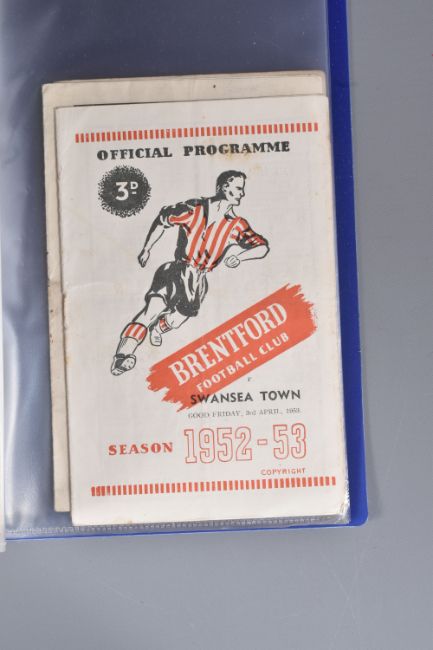 OFFICIAL PROGRAMME
3D
BRENTFORD
FOOTBALL CLUB
v
SWANSEA TOWN
GOOD FRIDAY, 3rd APRIL, 1953.
SEASON 1952-53
COPYRIGHT